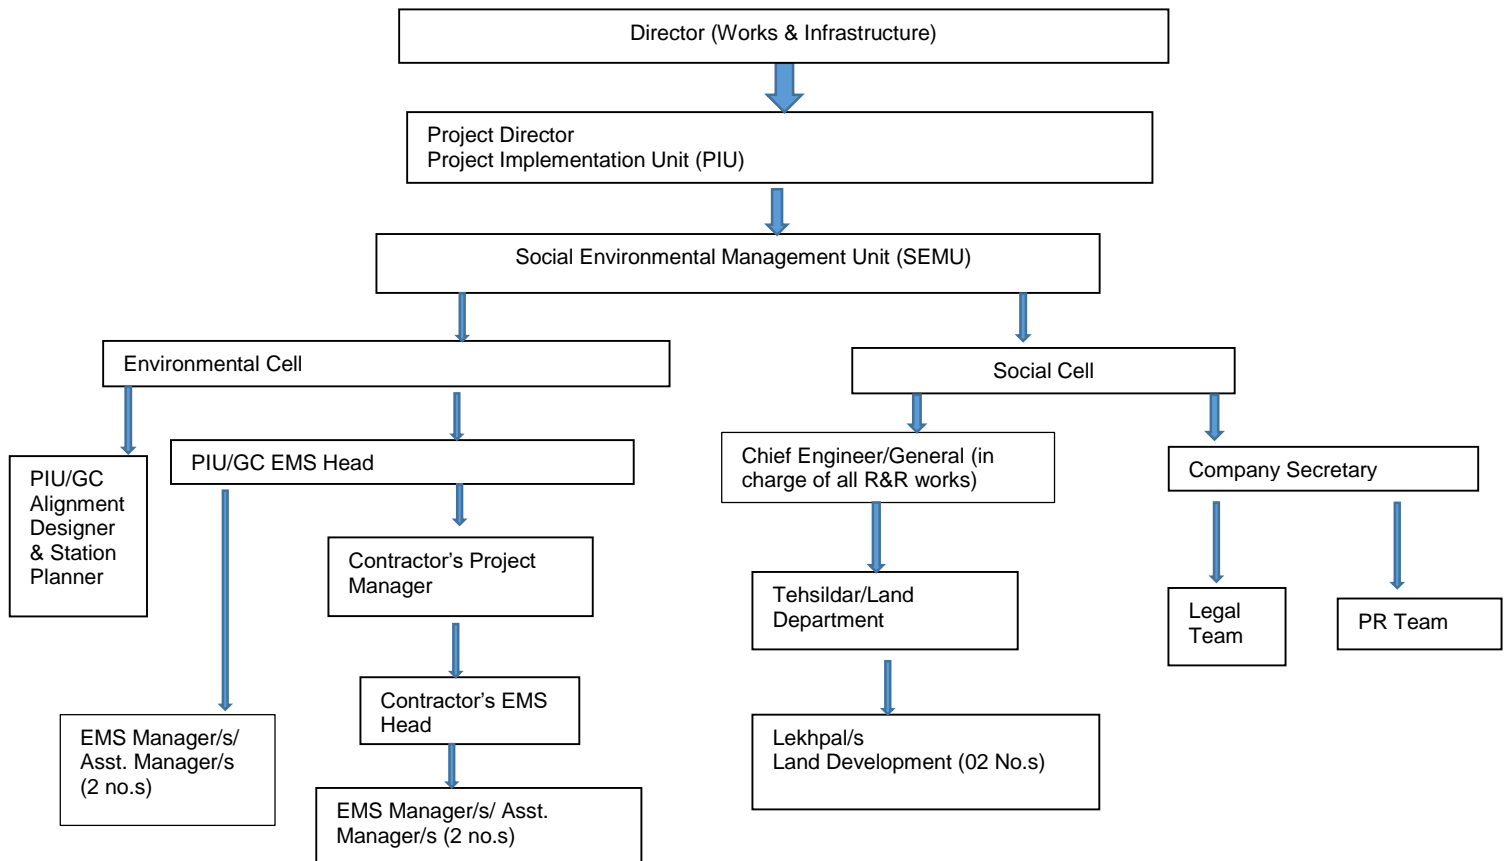 Director (Works & Infrastructure)
Project Director
Project Implementation Unit (PIU)
Social Environmental Management Unit (SEMU)
Environmental Cell
Social Cell
PIU/GC
Alignment
Designer
& Station
Planner
PIU/GC EMS Head
Chief Engineer/General (in
charge of all R&R works)
Company Secretary
Contractor’s Project
Manager
Tehsildar/Land
Department
Legal
Team
PR Team
Contractor’s EMS
Head
EMS Manager/s/
Asst. Manager/s
(2 no.s)
Lekhpal/s
Land Development (02 No.s)
EMS Manager/s/ Asst.
Manager/s (2 no.s)